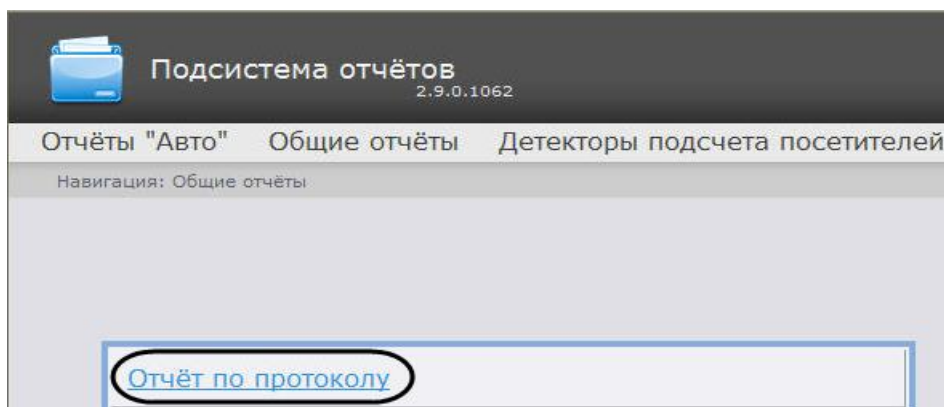 Подсистема отчётов
2.9.0.1062
Отчёты "Авто" Общие отчёты Детекторы подсчета посетителей
Навигация: Общие отчёты
Отчёт по протоколу